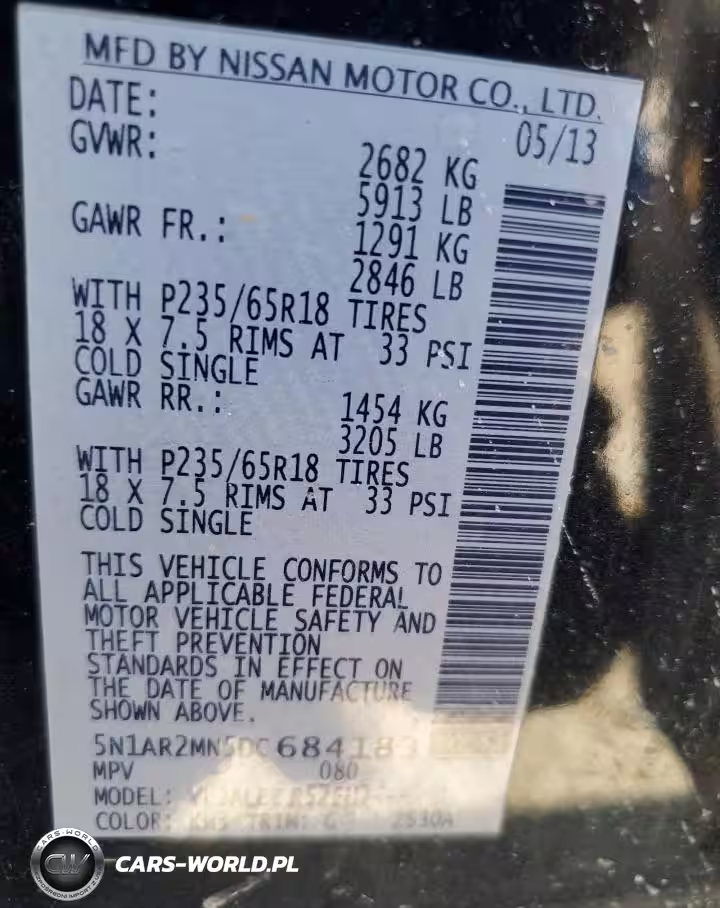 MFD BY NISSAN MOTOR CO., LTD.
DATE: 05/13
GVWR: 2682 KG
5913 LB
GAWR FR.: 1291 KG
2846 LB
WITH P235/65R18 TIRES
18 X 7.5 RIMS AT 33 PSI
COLD SINGLE
GAWR RR.: 1454 KG
3205 LB
WITH P235/65R18 TIRES
18 X 7.5 RIMS AT 33 PSI
COLD SINGLE
THIS VEHICLE CONFORMS TO
ALL APPLICABLE FEDERAL
MOTOR VEHICLE SAFETY AND
THEFT PREVENTION
STANDARDS IN EFFECT ON
THE DATE OF MANUFACTURE
SHOWN ABOVE.
MPV 080
MODEL:
COLOR: TRIM: 2530A
CARS-WORLD
CW
CARS-WORLD.PL